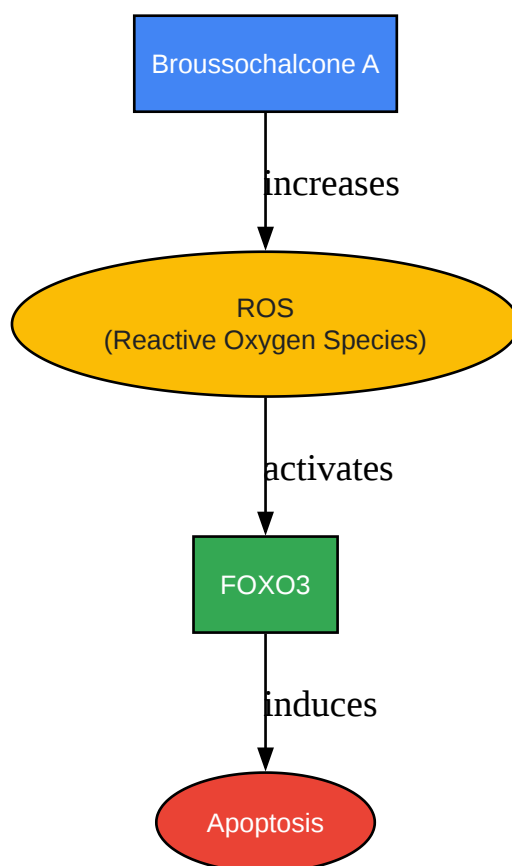 Broussochalcone A
increases
ROS
(Reactive Oxygen Species)
activates
FOXO3
induces
Apoptosis